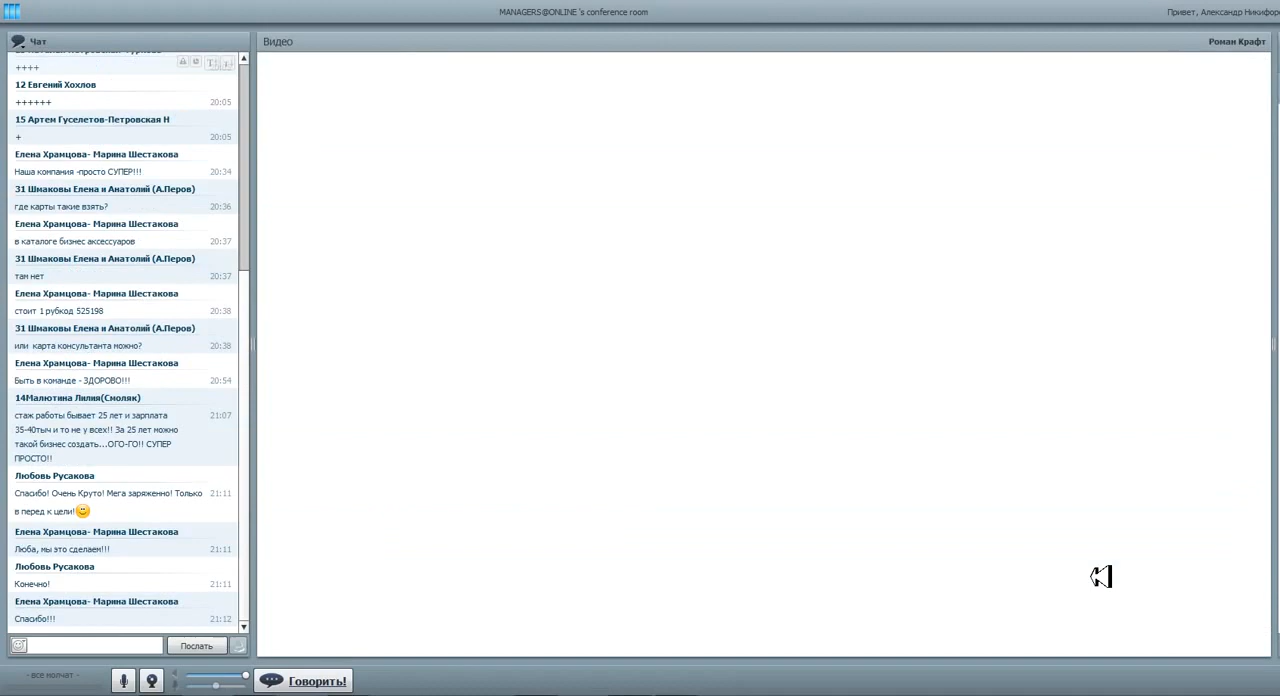 MANAGERS@ONLINE 's conference room
Привет, Александр Никифоро
Чат
Видео
Роман Крафт
++++
12 Евгений Хохлов
++++++ 20:05
15 Артем Гуселетов-Петровская Н
+ 20:05
Елена Храмцова- Марина Шестакова
Наша компания -просто СУПЕР!!! 20:34
31 Шмаковы Елена и Анатолий (А.Перов)
где карты такие взять? 20:36
Елена Храмцова- Марина Шестакова
в каталоге бизнес аксессуаров 20:37
31 Шмаковы Елена и Анатолий (А.Перов)
там нет 20:37
Елена Храмцова- Марина Шестакова
стоит 1 рубкод 525198 20:38
31 Шмаковы Елена и Анатолий (А.Перов)
или карта консультанта можно? 20:38
Елена Храмцова- Марина Шестакова
Быть в команде - ЗДОРОВО!!! 20:54
14Малютина Лилия(Смоляк)
стаж работы бывает 25 лет и зарплата 21:07
35-40тыч и то не у всех!! За 25 лет можно
такой бизнес создать...ОГО-ГО!! СУПЕР
ПРОСТО!!
Любовь Русакова
Спасибо! Очень Круто! Мега заряженно! Только 21:11
в перед к цели!
Елена Храмцова- Марина Шестакова
Люба, мы это сделаем!!! 21:11
Любовь Русакова
Конечно! 21:11
Елена Храмцова- Марина Шестакова
Спасибо!!! 21:12
Послать
- все молчат -
Говорить!